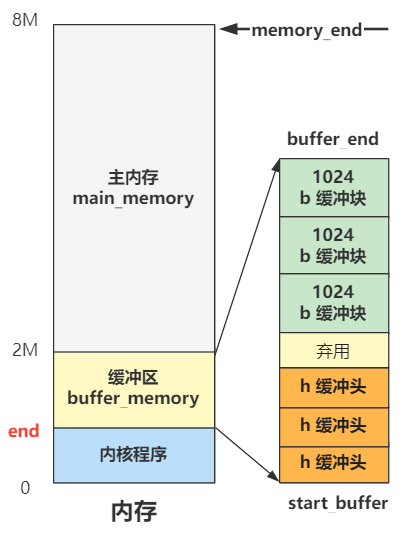 8M
memory_end
主内存
main_memory
2M
缓冲区
buffer_memory
end
内核程序
0
内存
buffer_end
1024
b 缓冲块
1024
b 缓冲块
1024
b 缓冲块
弃用
h 缓冲头
h 缓冲头
h 缓冲头
start_buffer